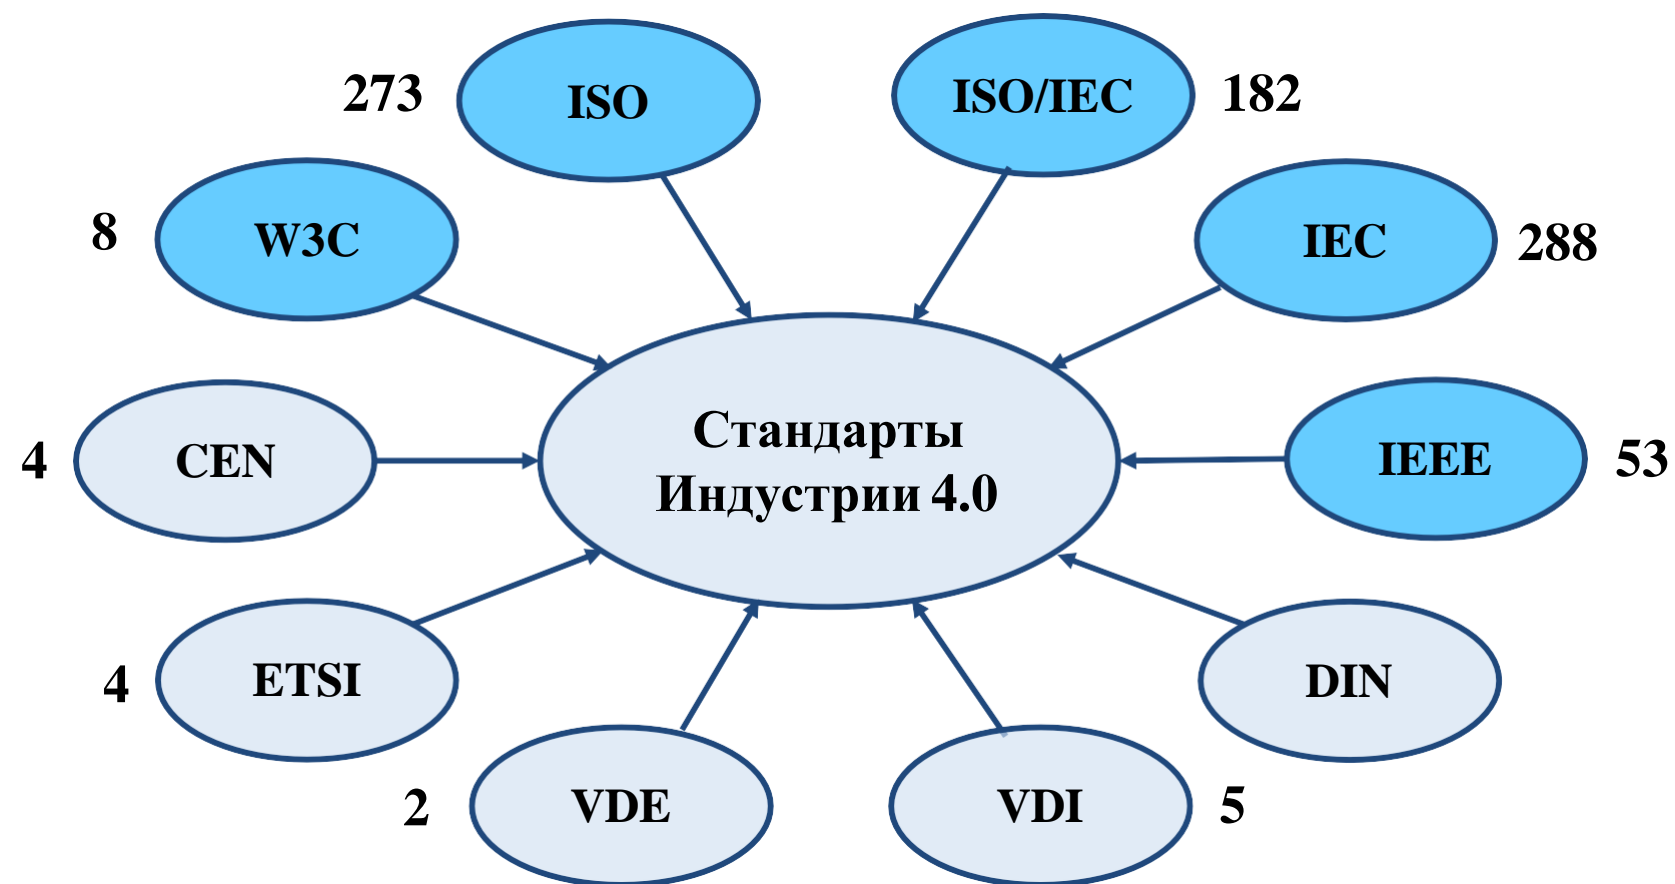 273
ISO
ISO/IEC
182
8
W3C
IEC
288
4
CEN
Стандарты
Индустрии 4.0
IEEE
53
4
ETSI
DIN
2
VDE
VDI
5